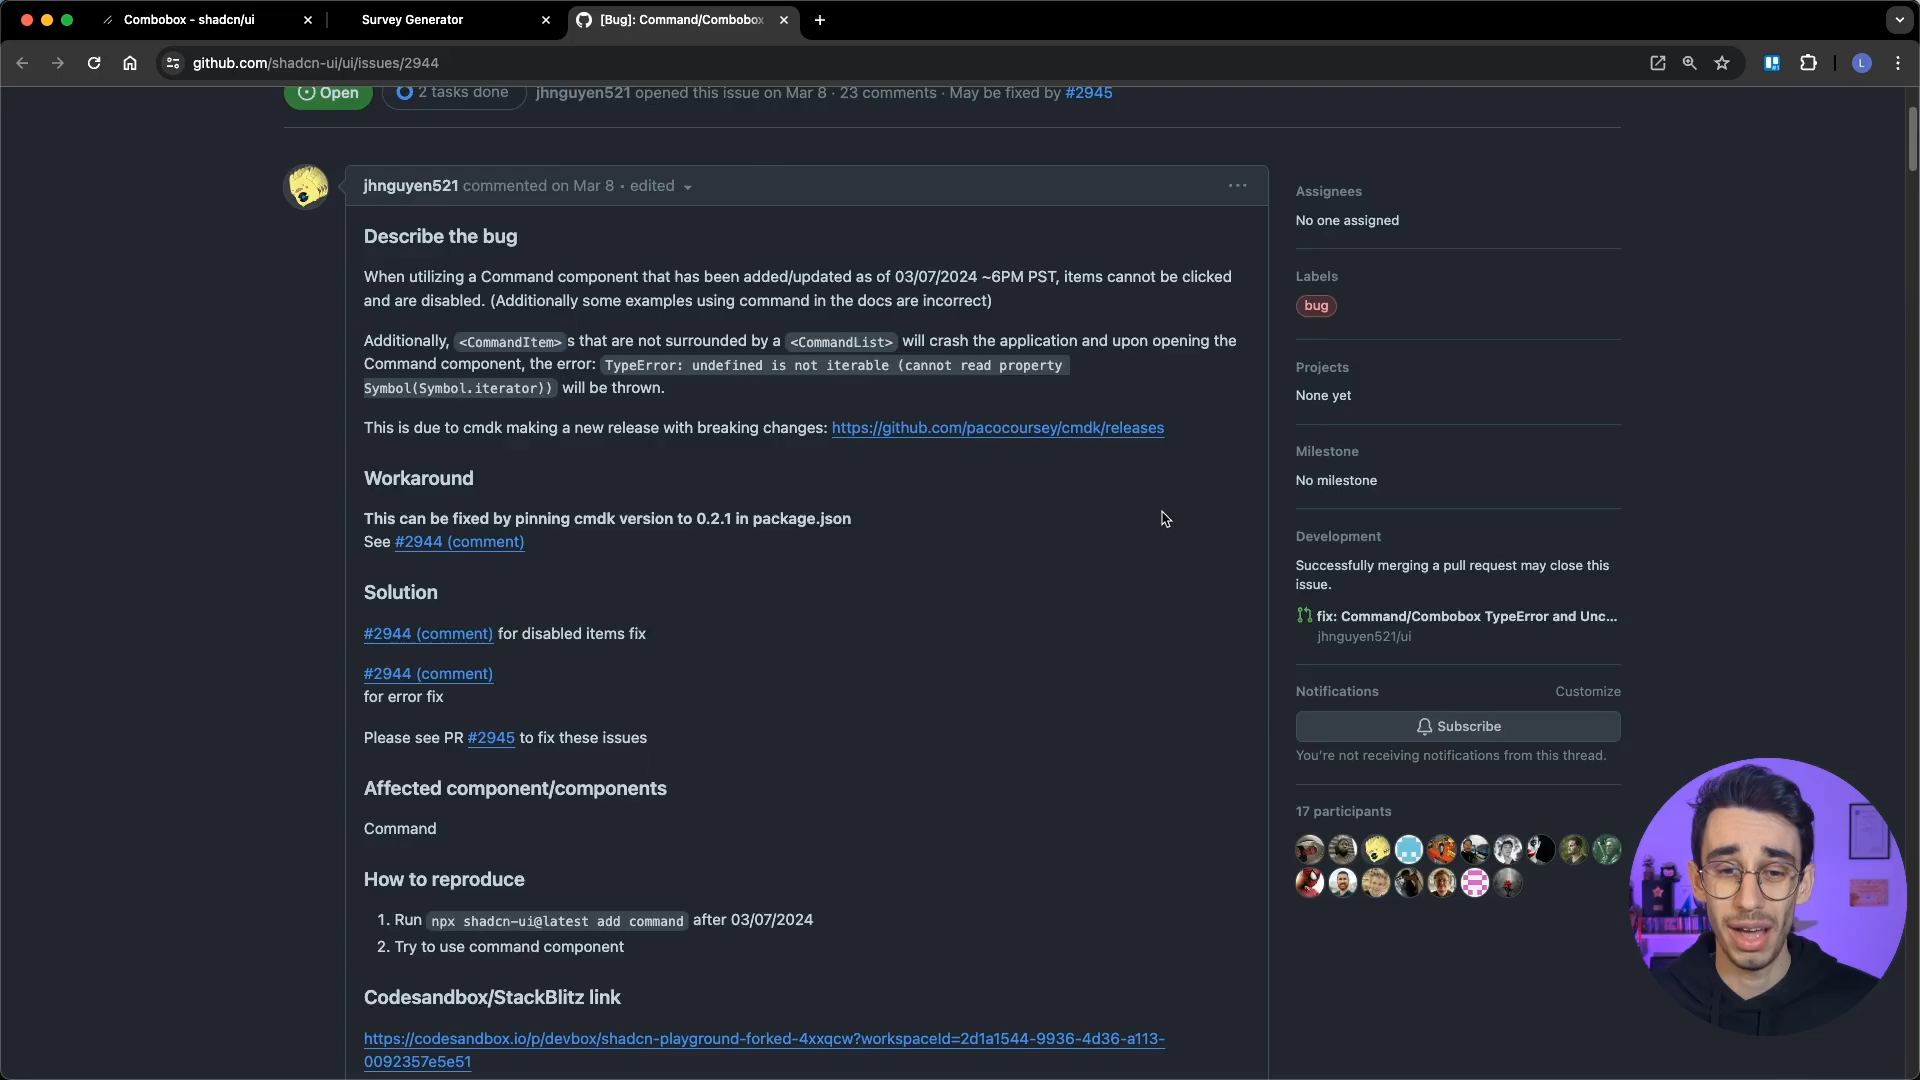 Combobox - shadcn/ui
Survey Generator
[Bug]: Command/Combobox
github.com/shadcn-ui/ui/issues/2944
L
Open
2 tasks done
jhnguyen521 opened this issue on Mar 8 · 23 comments · May be fixed by #2945
jhnguyen521 commented on Mar 8 • edited
Describe the bug
When utilizing a Command component that has been added/updated as of 03/07/2024 ~6PM PST, items cannot be clicked
and are disabled. (Additionally some examples using command in the docs are incorrect)
Additionally, <CommandItem>s that are not surrounded by a <CommandList> will crash the application and upon opening the
Command component, the error: TypeError: undefined is not iterable (cannot read property
Symbol(Symbol.iterator)) will be thrown.
This is due to cmdk making a new release with breaking changes: https://github.com/pacocoursey/cmdk/releases
Workaround
This can be fixed by pinning cmdk version to 0.2.1 in package.json
See #2944 (comment)
Solution
#2944 (comment) for disabled items fix
#2944 (comment)
for error fix
Please see PR #2945 to fix these issues
Affected component/components
Command
How to reproduce
1. Run npx shadcn-ui@latest add command after 03/07/2024
2. Try to use command component
Codesandbox/StackBlitz link
https://codesandbox.io/p/devbox/shadcn-playground-forked-4xxqcw?workspaceId=2d1a1544-9936-4d36-a113-
0092357e5e51
Assignees
No one assigned
Labels
bug
Projects
None yet
Milestone
No milestone
Development
Successfully merging a pull request may close this
issue.
fix: Command/Combobox TypeError and Unc...
jhnguyen521/ui
Notifications
Customize
Subscribe
You're not receiving notifications from this thread.
17 participants